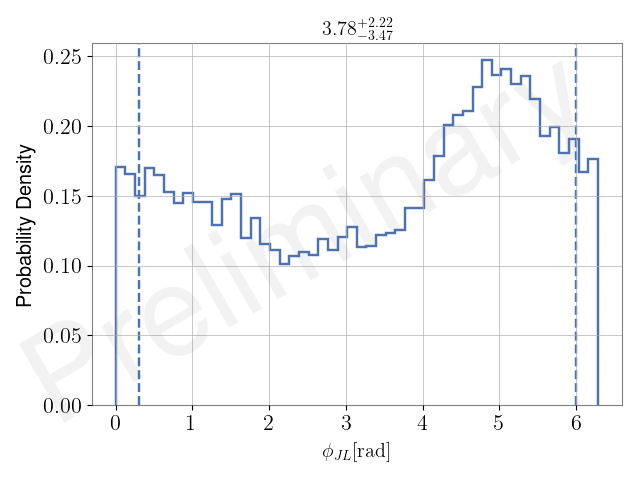 3.78^{+2.22}_{-3.47}
Probability Density
0.25
0.20
0.15
0.10
0.05
0.00
0 1 2 3 4 5 6
ϕ_{JL}[rad]
Preliminary